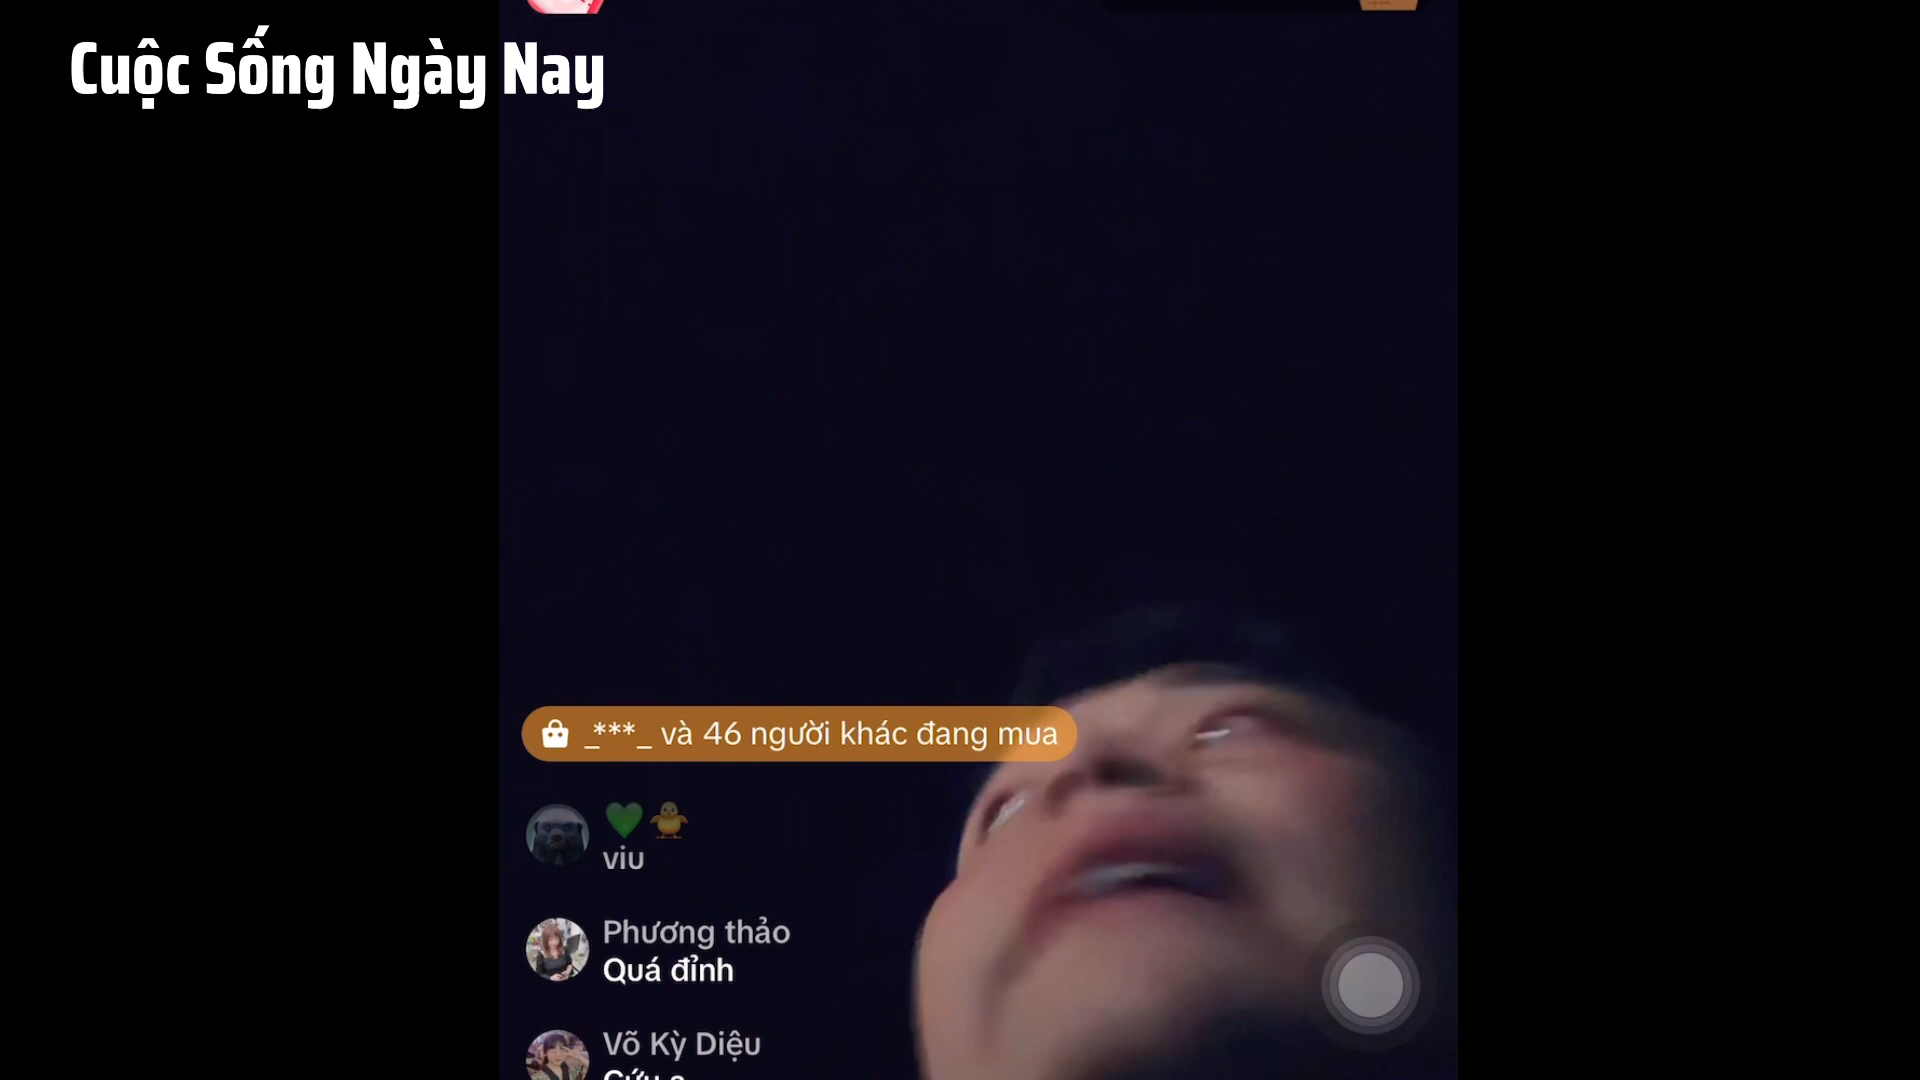 Cuộc Sống Ngày Nay
_***_ và 46 người khác đang mua
💚🐥
viu
Phương thảo
Quá đỉnh
Võ Kỳ Diệu